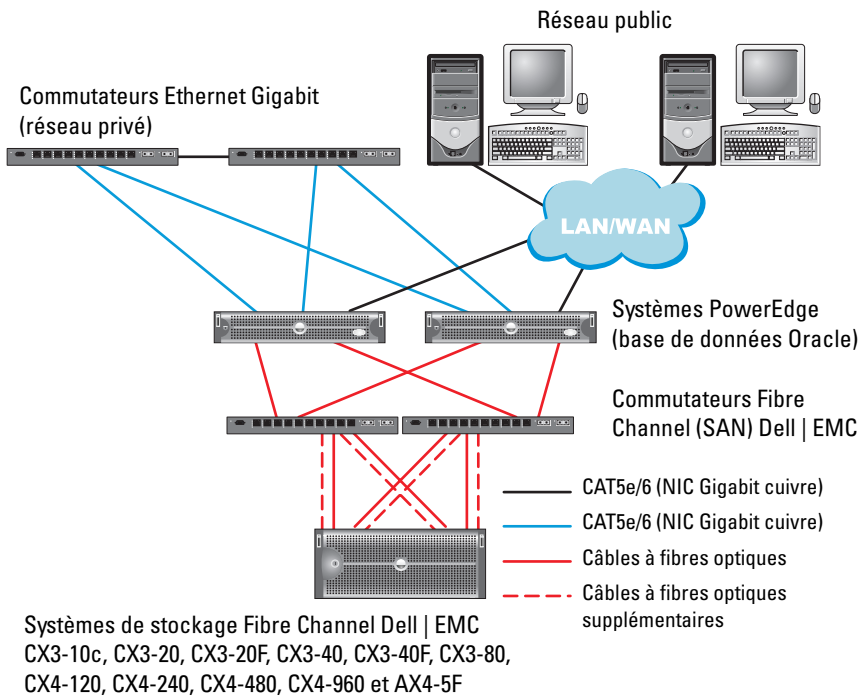 Réseau public
Commutateurs Ethernet Gigabit
(réseau privé)
LAN/WAN
Systèmes PowerEdge
(base de données Oracle)
Commutateurs Fibre
Channel (SAN) Dell | EMC
CAT5e/6 (NIC Gigabit cuivre)
CAT5e/6 (NIC Gigabit cuivre)
Câbles à fibres optiques
Câbles à fibres optiques
supplémentaires
Systèmes de stockage Fibre Channel Dell | EMC
CX3-10c, CX3-20, CX3-20F, CX3-40, CX3-40F, CX3-80,
CX4-120, CX4-240, CX4-480, CX4-960 et AX4-5F